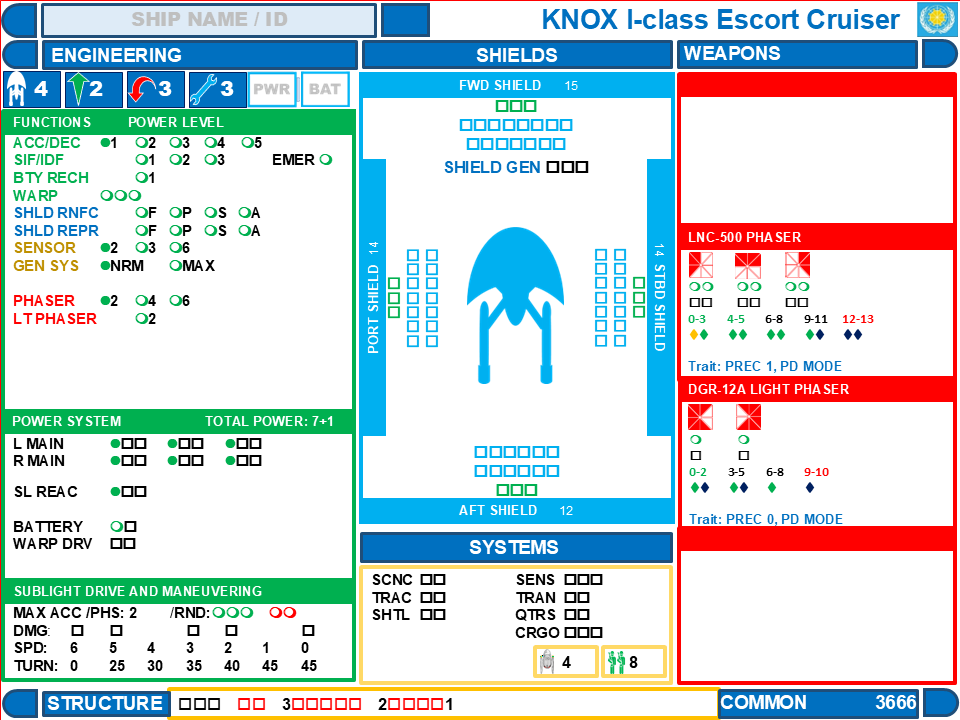 SHIP NAME / ID
KNOX I-class Escort Cruiser
ENGINEERING
SHIELDS
WEAPONS
4 2 3 3 PWR BAT
FUNCTIONS POWER LEVEL
ACC/DEC 1 2 3 4 5
SIF/IDF 1 2 3 EMER
BTY RECH 1
WARP
SHLD RNFC F P S A
SHLD REPR F P S A
SENSOR 2 3 6
GEN SYS NRM MAX
PHASER 2 4 6
LT PHASER 2
POWER SYSTEM TOTAL POWER: 7+1
L MAIN
R MAIN
SL REAC
BATTERY
WARP DRV
SUBLIGHT DRIVE AND MANUVERING
MAX ACC /PHS: 2 /RND:
DMG:
SPD: 6 5 4 3 2 1 0
TURN: 0 25 30 35 40 45 45
FWD SHIELD 15
SHIELD GEN
PORT SHIELD 14
14 STBD SHIELD
AFT SHIELD 12
SYSTEMS
SCNC SENS
TRAC TRAN
SHTL QTRS
CRGO
4 8
LNC-500 PHASER
0-3 4-5 6-8 9-11 12-13
Trait: PREC 1, PD MODE
DGR-12A LIGHT PHASER
0-2 3-5 6-8 9-10
Trait: PREC 0, PD MODE
STRUCTURE 3 2 1
COMMON 3666